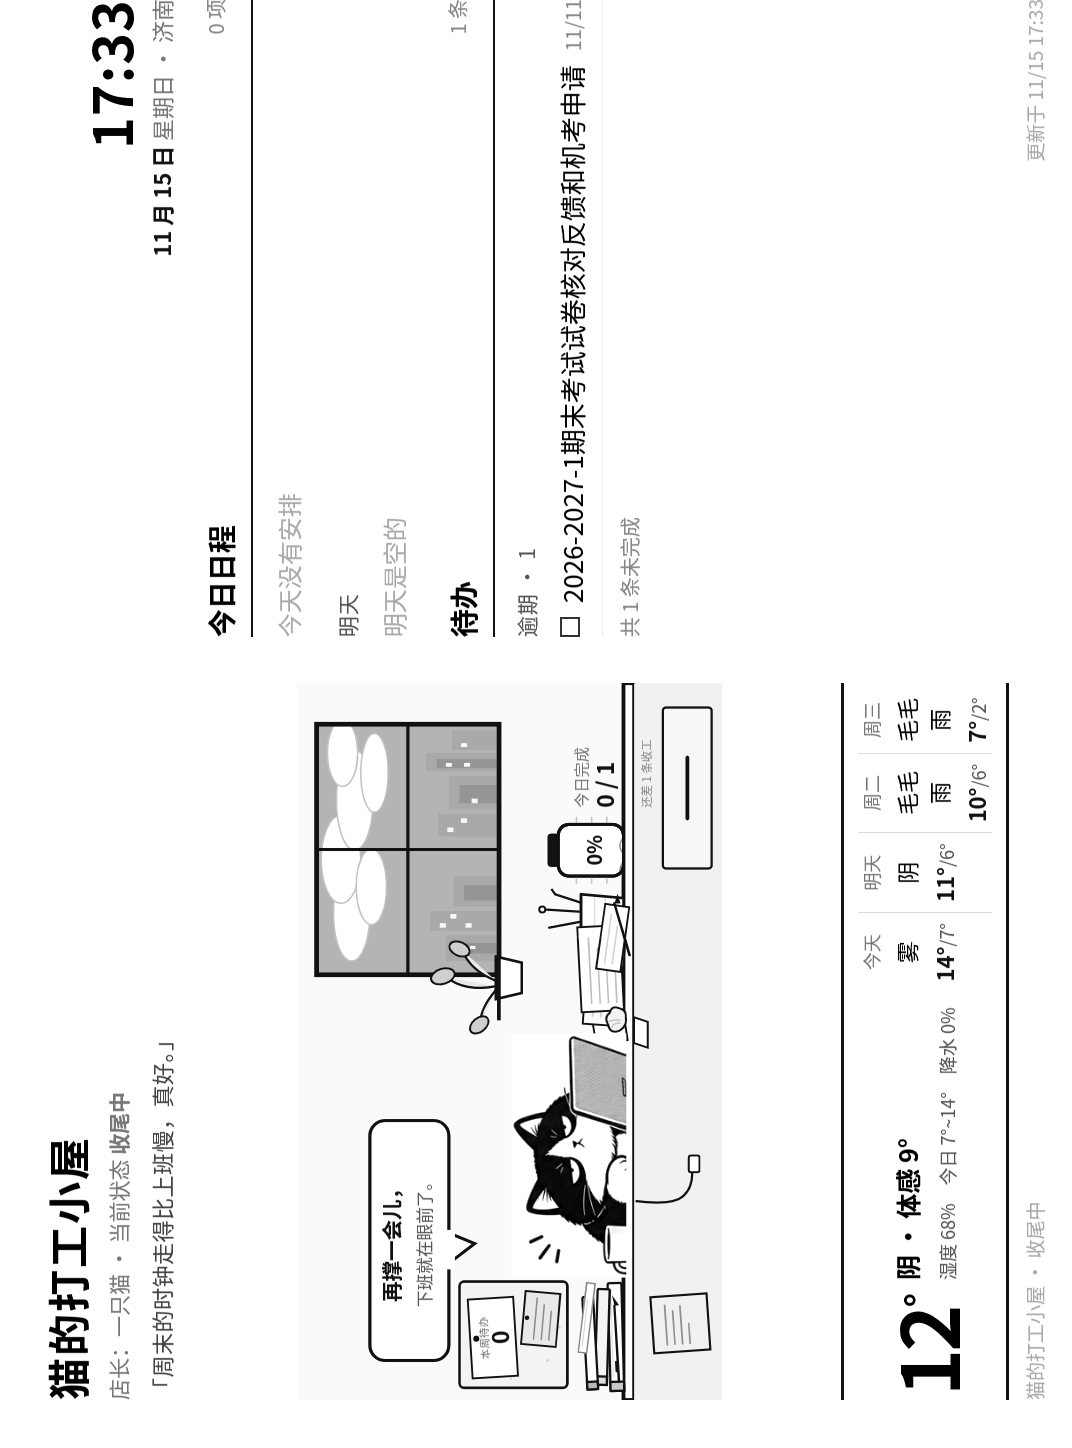 猫的打工小屋
店长：一只猫 · 当前状态 收尾中
「周末的时钟走得比上班慢，真好。」
再撑一会儿，
下班就在眼前了。
本周待办
0
0%
今日完成
0 / 1
还差 1 条收工
12° 阴 · 体感 9°
湿度 68% 今日 7°~14° 降水 0%
今天
雾
14°/7°
明天
阴
11°/6°
周二
毛毛
雨
10°/6°
周三
毛毛
雨
7°/2°
猫的打工小屋 · 收尾中
17:33
11 月 15 日 星期日 · 济南
今日日程 0 项
今天没有安排
明天
明天是空的
待办 1 条
逾期 · 1
2026-2027-1期末考试试卷核对反馈和机考申请 11/11
共 1 条未完成
更新于 11/15 17:33